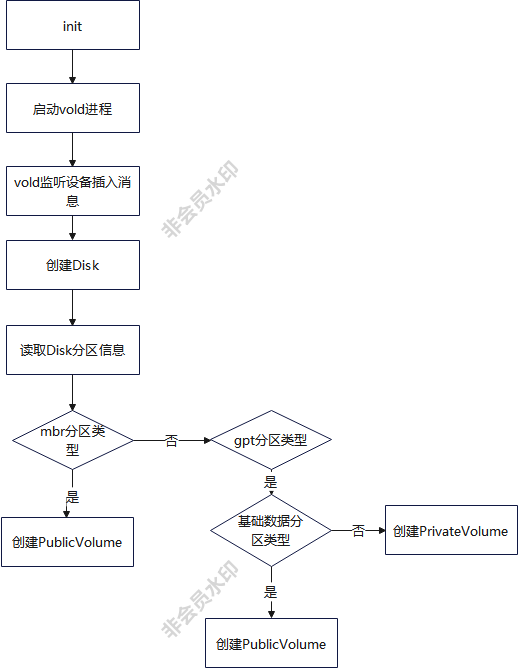 init
启动vold进程
vold监听设备插入消
息
非会员水印
创建Disk
读取Disk分区信息
mbr分区类
型
否
gpt分区类型
是
是
创建PublicVolume
基础数据分
区类型
否
创建PrivateVolume
是
非会员水印
创建PublicVolume